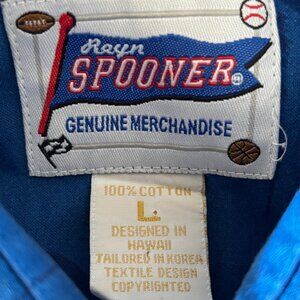 Reyn
SPOONER®
GENUINE MERCHANDISE
100% COTTON
L
DESIGNED IN
HAWAII
TAILORED IN KOREA
TEXTILE DESIGN
COPYRIGHTED